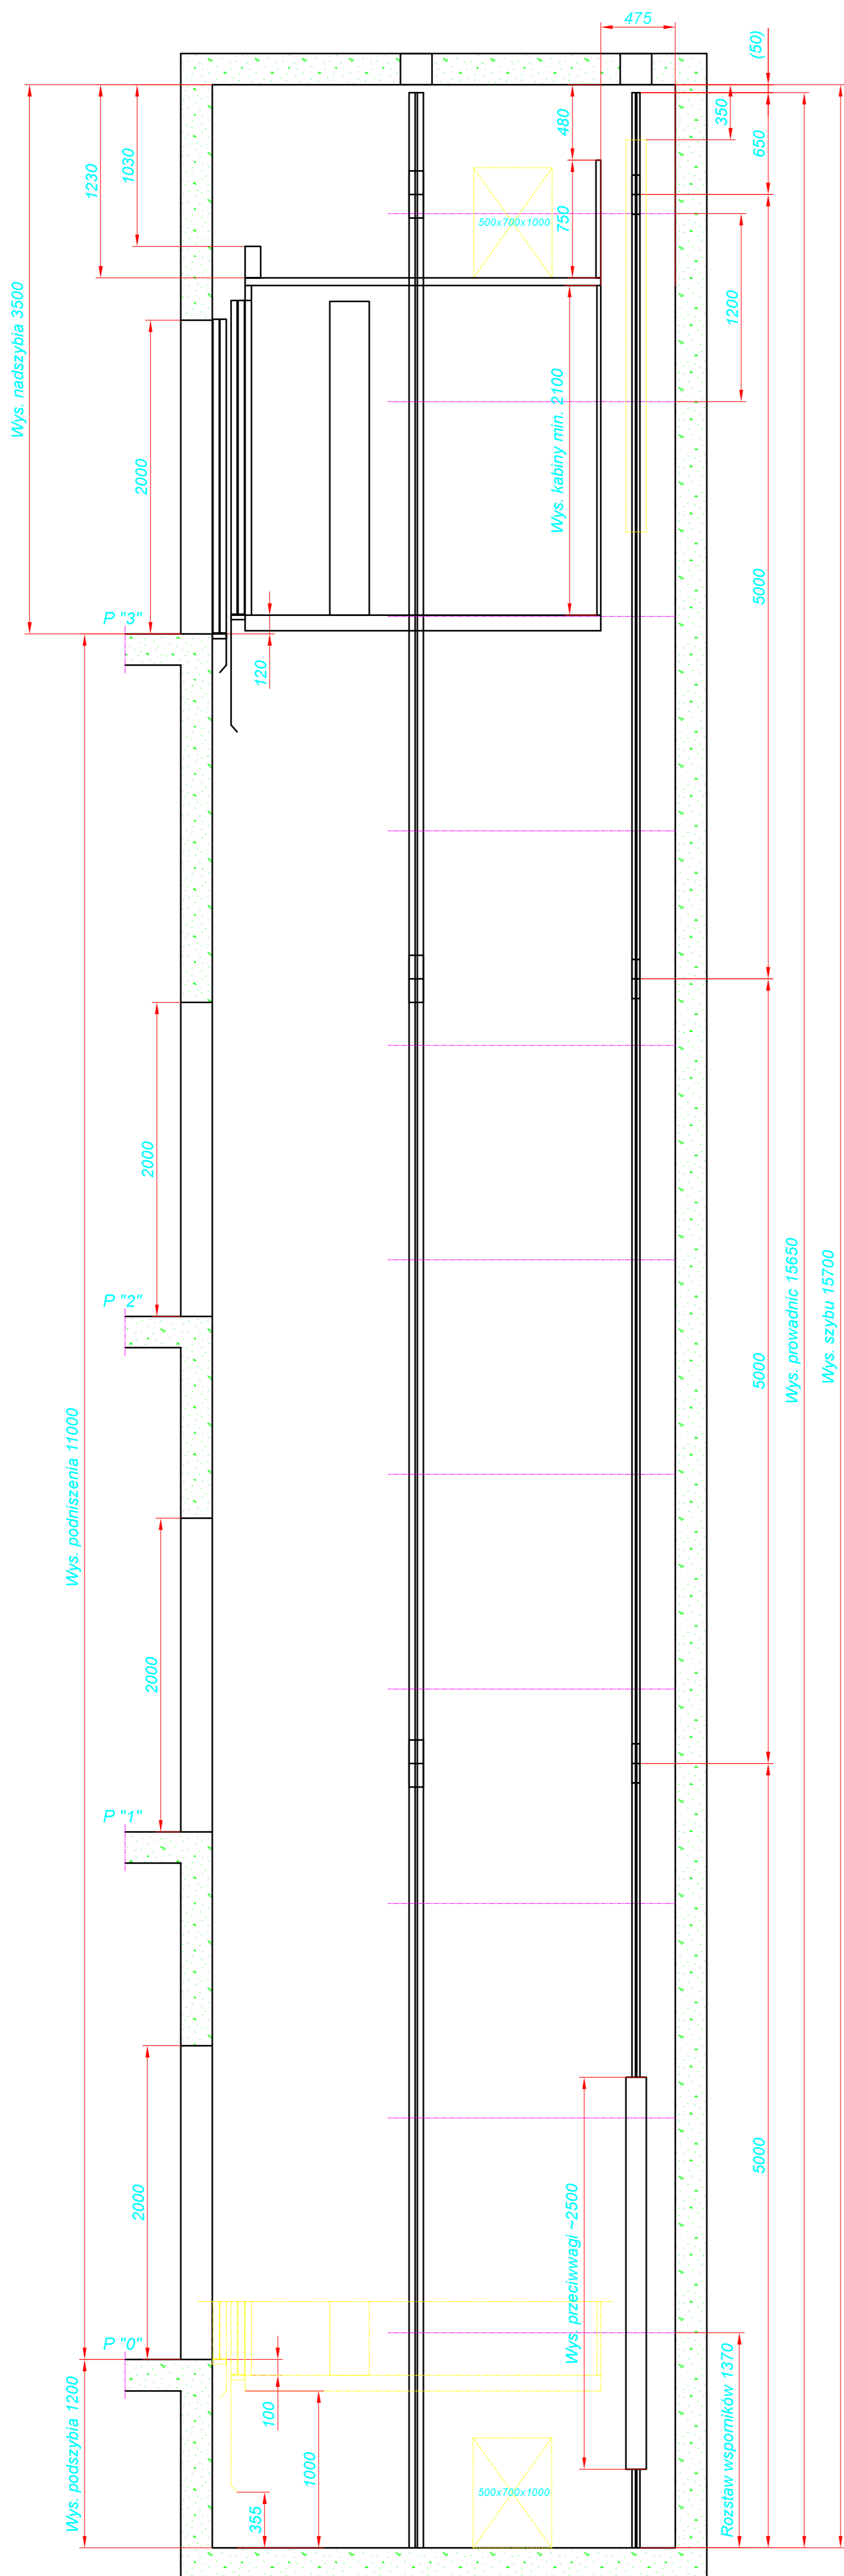 475
(50)
350
650
480
1030
1230
750
500x700x1000
1200
Wys. nadszybia 3500
2000
Wys. kabiny min. 2100
5000
P "3"
120
2000
P "2"
Wys. prowadnic 15650
Wys. szybu 15700
5000
Wys. podniszenia 11000
2000
P "1"
2000
5000
Wys. przeciwwagi ~2500
P "0"
Wys. podszybia 1200
100
1000
355
500x700x1000
Rozstaw wsporników 1370